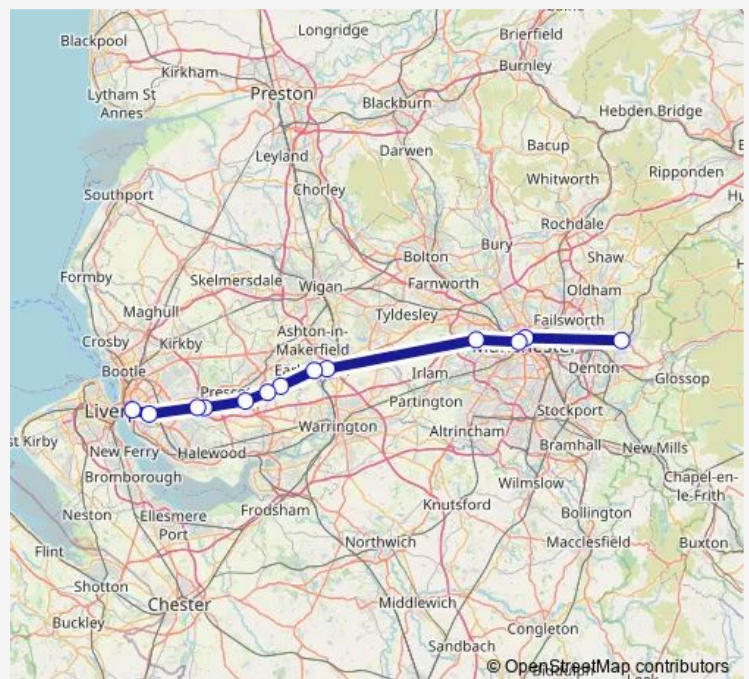 Longridge
Brierfield
Blackpool
Kirkham
Burnley
Preston
Lytham St
Annes
Blackburn
Hebden Bridge
Leyland
Darwen
Bacup
Whitworth
Ripponden
Southport
Chorley
Rochdale
Bury
Shaw
Bolton
Formby
Skelmersdale
Wigan
Farnworth
Oldham
Maghull
Tyldesley
Failsworth
Crosby
Kirkby
Ashton-in-
Makerfield
Bootle
Denton
Irlam
Glossop
Partington
Stockport
Warrington
Altrincham
st Kirby
New Ferry
Halewood
Bramhall
New Mills
Bromborough
Wilmslow
Chapel-en-
le-Frith
Neston
Ellesmere
Port
Frodsham
Knutsford
Bollington
Flint
Northwich
Macclesfield
Buxton
Shotton
Chester
Middlewich
Buckley
Congleton
Sandbach
© OpenStreetMap contributors